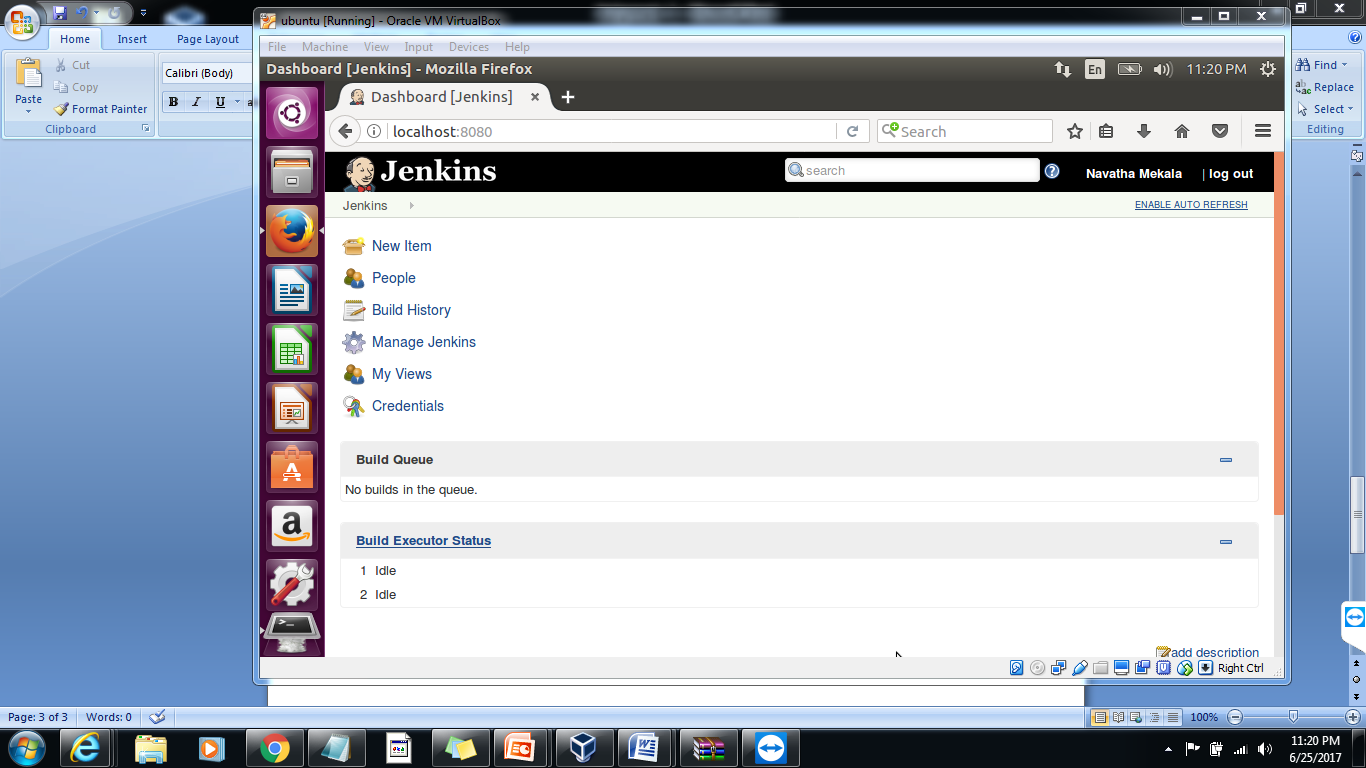 ubuntu [Running] - Oracle VM VirtualBox
Home Insert Page Layout
File Machine View Input Devices Help
Cut
Copy
Paste
Format Painter
Clipboard
Calibri (Body)
B I U
Find
Replace
Select
Editing
Dashboard [Jenkins] - Mozilla Firefox
En 11:20 PM
Dashboard [Jenkins]
localhost:8080
Search
Jenkins
search
Navatha Mekala | log out
Jenkins
ENABLE AUTO REFRESH
New Item
People
Build History
Manage Jenkins
My Views
Credentials
Build Queue
No builds in the queue.
Build Executor Status
1 Idle
2 Idle
add description
Right Ctrl
Page: 3 of 3 Words: 0
100%
11:20 PM
6/25/2017